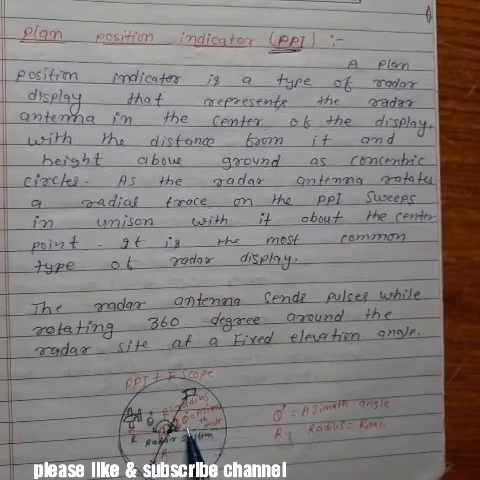 Plan position indicator (PPI) :-
A plan
position indicator is a type of radar
display that represents the radar
antenna in the center of the display,
with the distance from it and
height above ground as concentric
circles. As the radar antenna rotates
a radial trace on the PPI sweeps
in unison with it about the center
point. It is the most common
type of radar display.
The radar antenna sends pulses while
rotating 360 degree around the
radar site at a Fixed elevation angle.
PPI &
scope
R = radius
angle
R
Radar
R
θ = Azimuth angle
R = Radius =
please like & subscribe channel